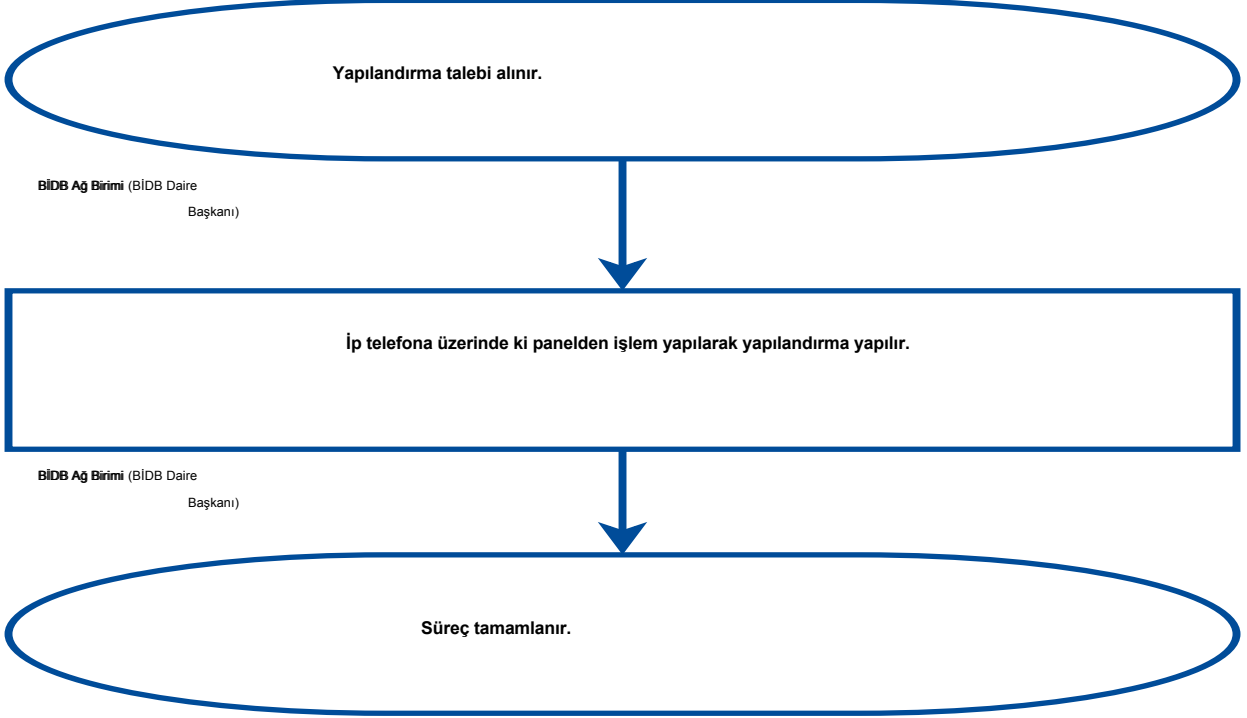 Yapılandırma talebi alınır.
BİDB Ağ Birimi (BİDB Daire
Başkanı)
İp telefona üzerinde ki panelden işlem yapılarak yapılandırma yapılır.
BİDB Ağ Birimi (BİDB Daire
Başkanı)
Süreç tamamlanır.